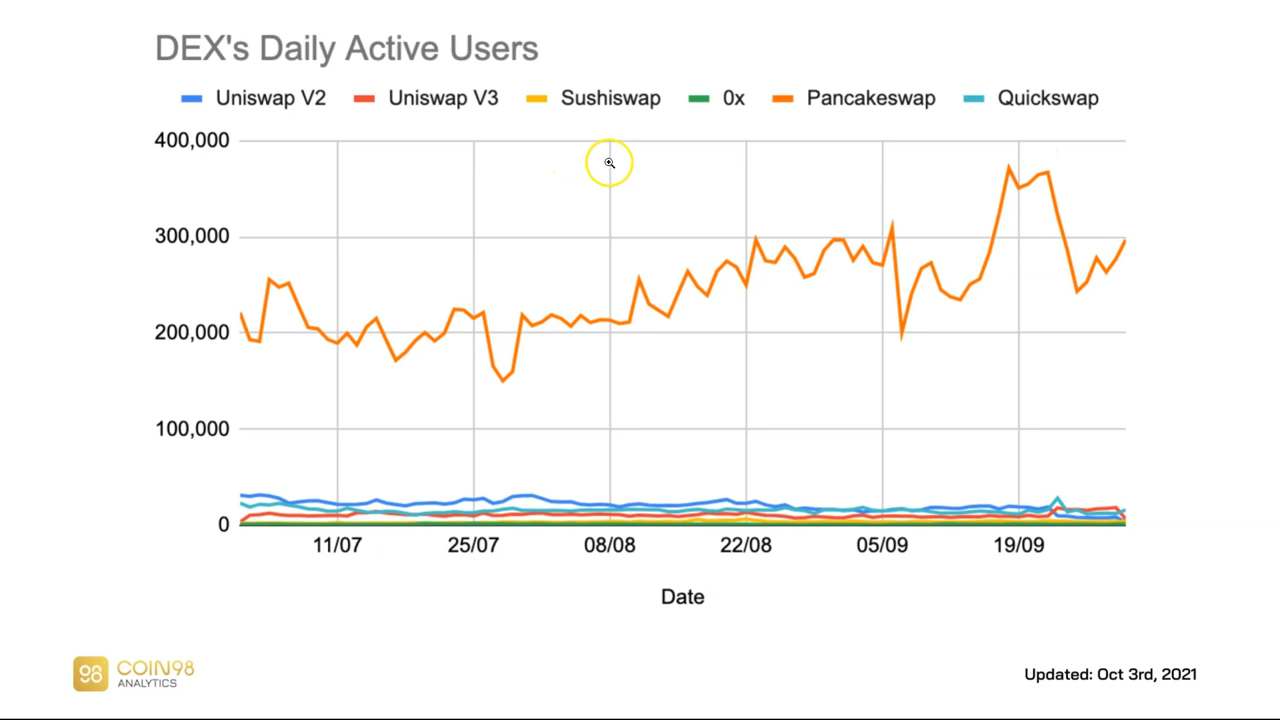 DEX's Daily Active Users
Uniswap V2 Uniswap V3 Sushiswap 0x Pancakeswap Quickswap
400,000
300,000
200,000
100,000
0
11/07 25/07 08/08 22/08 05/09 19/09
Date
98 COIN98
ANALYTICS
Updated: Oct 3rd, 2021